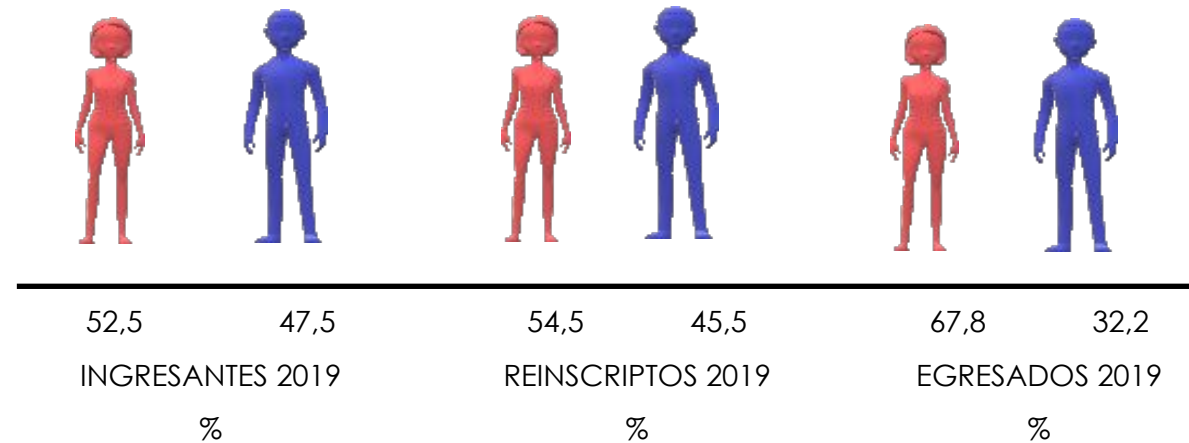 52,5 47,5 54,5 45,5 67,8 32,2
INGRESANTES 2019 REINSCRIPTOS 2019 EGRESADOS 2019
% % %